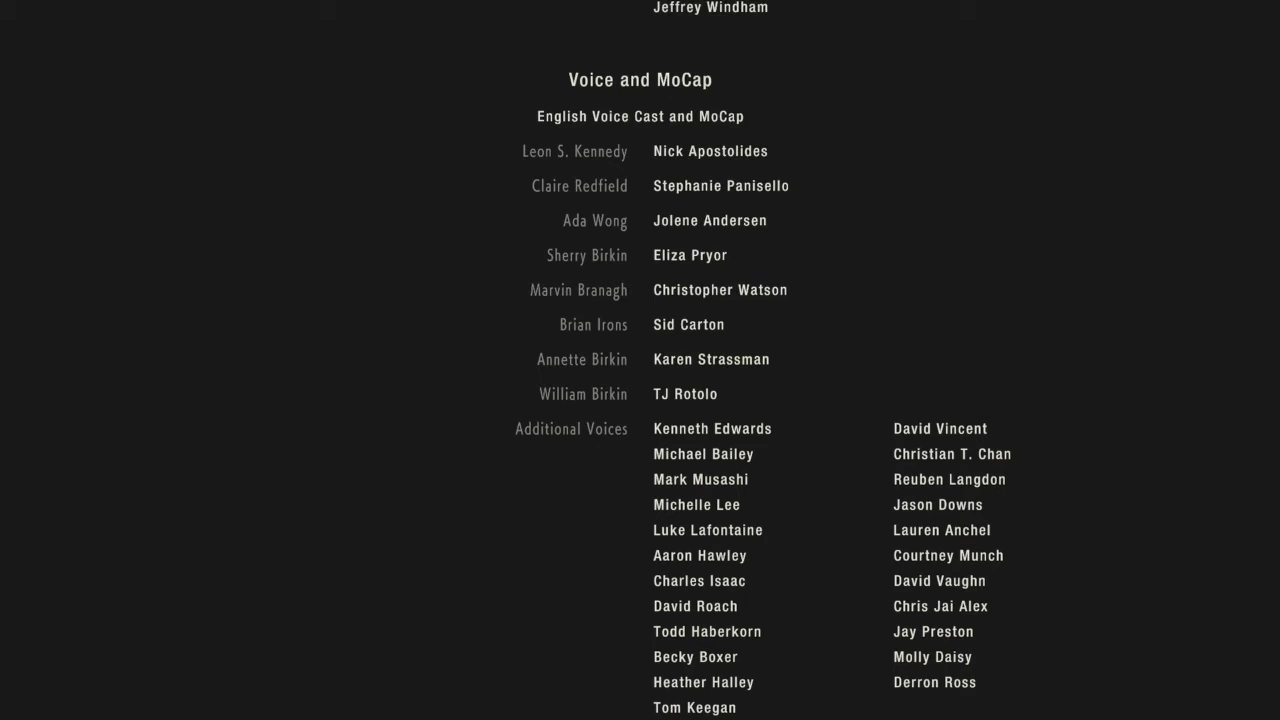 Jeffrey Windham
Voice and MoCap
English Voice Cast and MoCap
Leon S. Kennedy Nick Apostolides
Claire Redfield Stephanie Panisello
Ada Wong Jolene Andersen
Sherry Birkin Eliza Pryor
Marvin Branagh Christopher Watson
Brian Irons Sid Carton
Annette Birkin Karen Strassman
William Birkin TJ Rotolo
Additional Voices Kenneth Edwards David Vincent
Michael Bailey Christian T. Chan
Mark Musashi Reuben Langdon
Michelle Lee Jason Downs
Luke Lafontaine Lauren Anchel
Aaron Hawley Courtney Munch
Charles Isaac David Vaughn
David Roach Chris Jai Alex
Todd Haberkorn Jay Preston
Becky Boxer Molly Daisy
Heather Halley Derron Ross
Tom Keegan